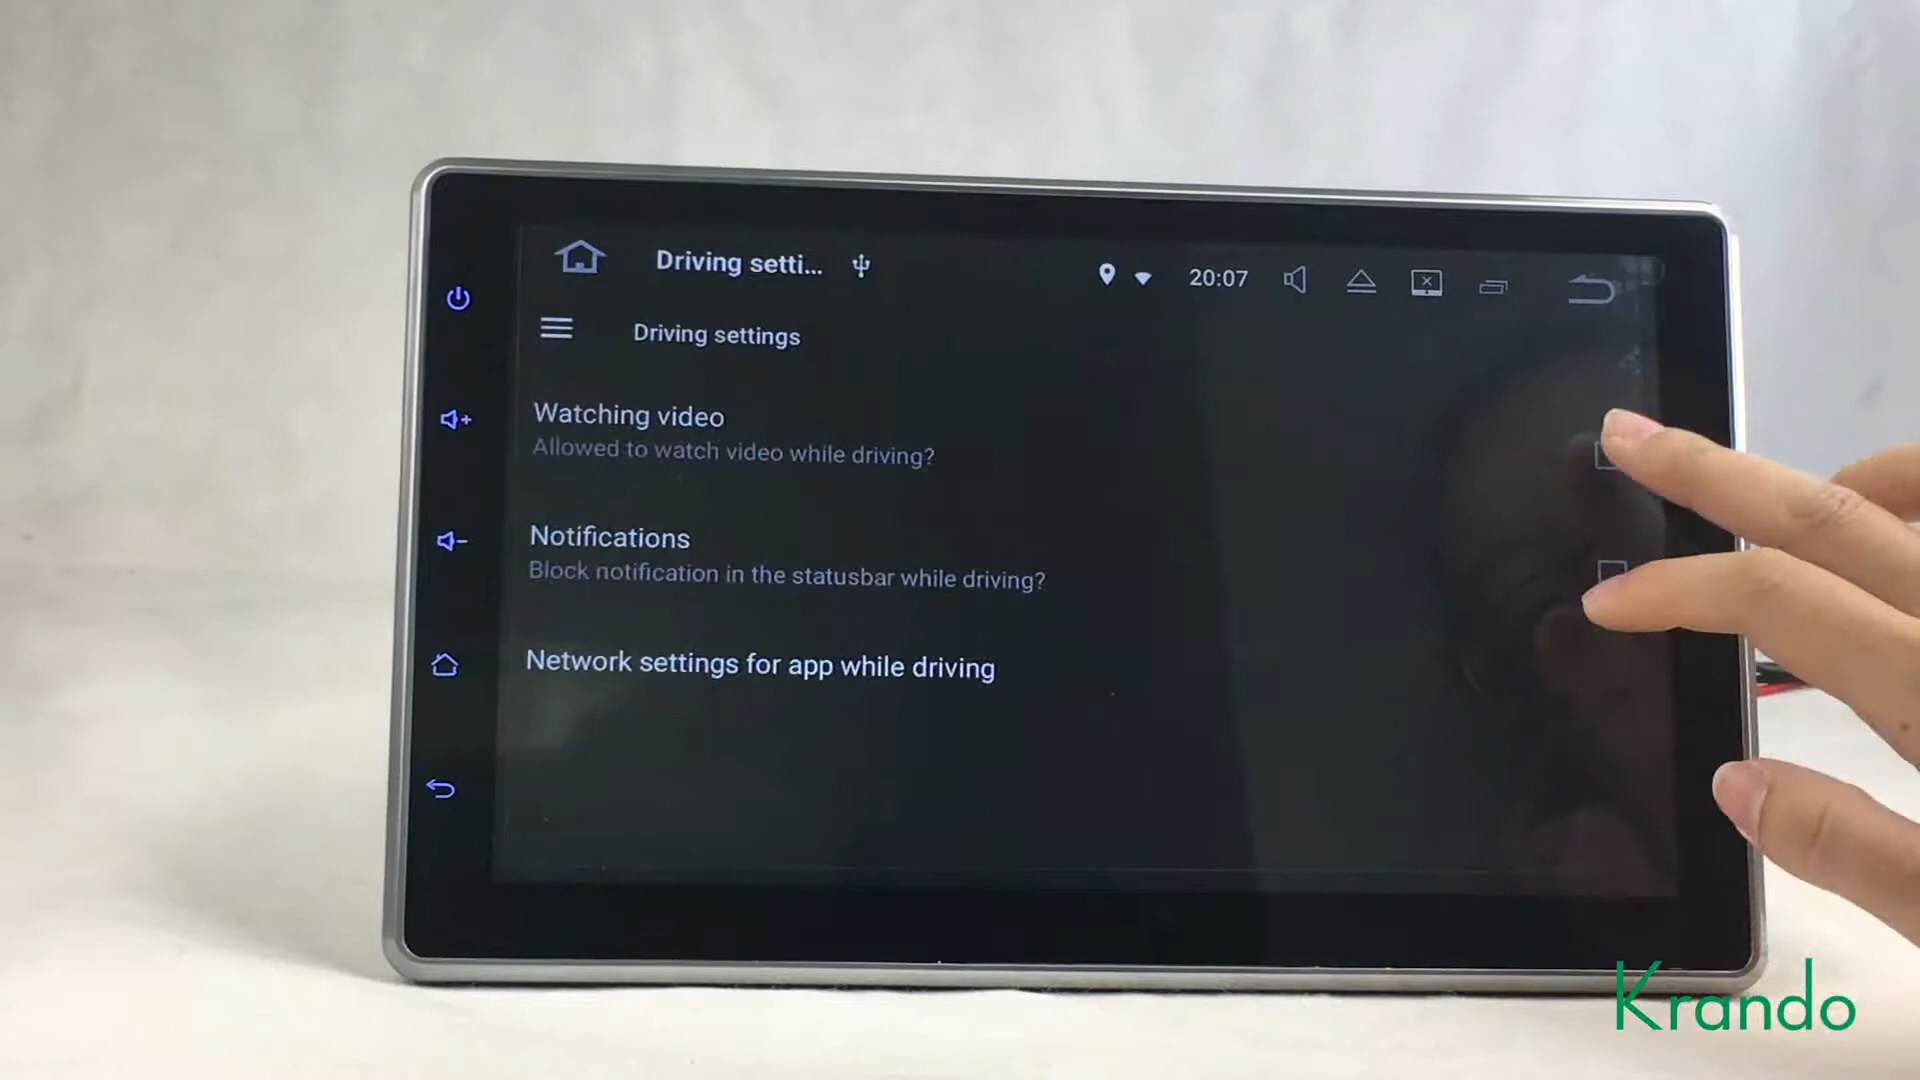 Driving setti...
20:07
Driving settings
Watching video
Allowed to watch video while driving?
Notifications
Block notification in the statusbar while driving?
Network settings for app while driving
Krando